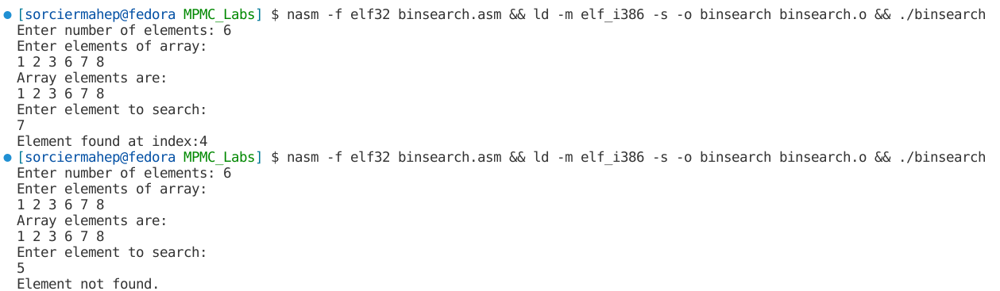 [sorciermahep@fedora MPMC_Labs] $ nasm -f elf32 binsearch.asm && ld -m elf_i386 -s -o binsearch binsearch.o && ./binsearch
Enter number of elements: 6
Enter elements of array:
1 2 3 6 7 8
Array elements are:
1 2 3 6 7 8
Enter element to search:
7
Element found at index:4
[sorciermahep@fedora MPMC_Labs] $ nasm -f elf32 binsearch.asm && ld -m elf_i386 -s -o binsearch binsearch.o && ./binsearch
Enter number of elements: 6
Enter elements of array:
1 2 3 6 7 8
Array elements are:
1 2 3 6 7 8
Enter element to search:
5
Element not found.